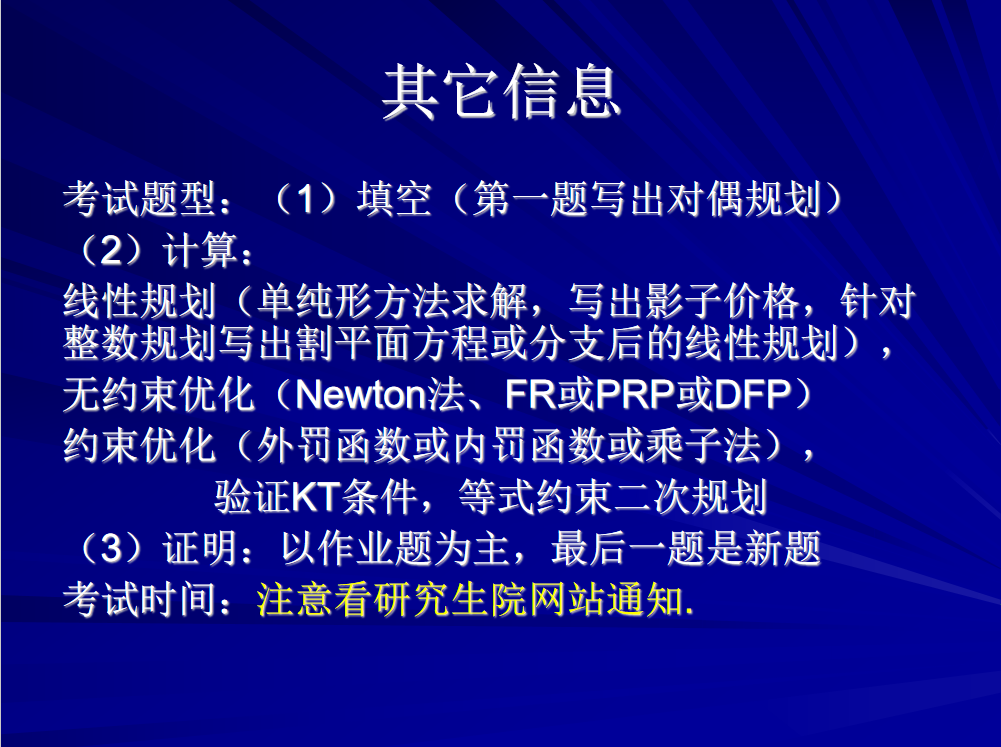 其它信息
考试题型：（1）填空（第一题写出对偶规划）
（2）计算：
线性规划（单纯形方法求解，写出影子价格，针对
整数规划写出割平面方程或分支后的线性规划），
无约束优化（Newton法、FR或PRP或DFP）
约束优化（外罚函数或内罚函数或乘子法），
验证KT条件，等式约束二次规划
（3）证明：以作业题为主，最后一题是新题
考试时间：注意看研究生院网站通知.